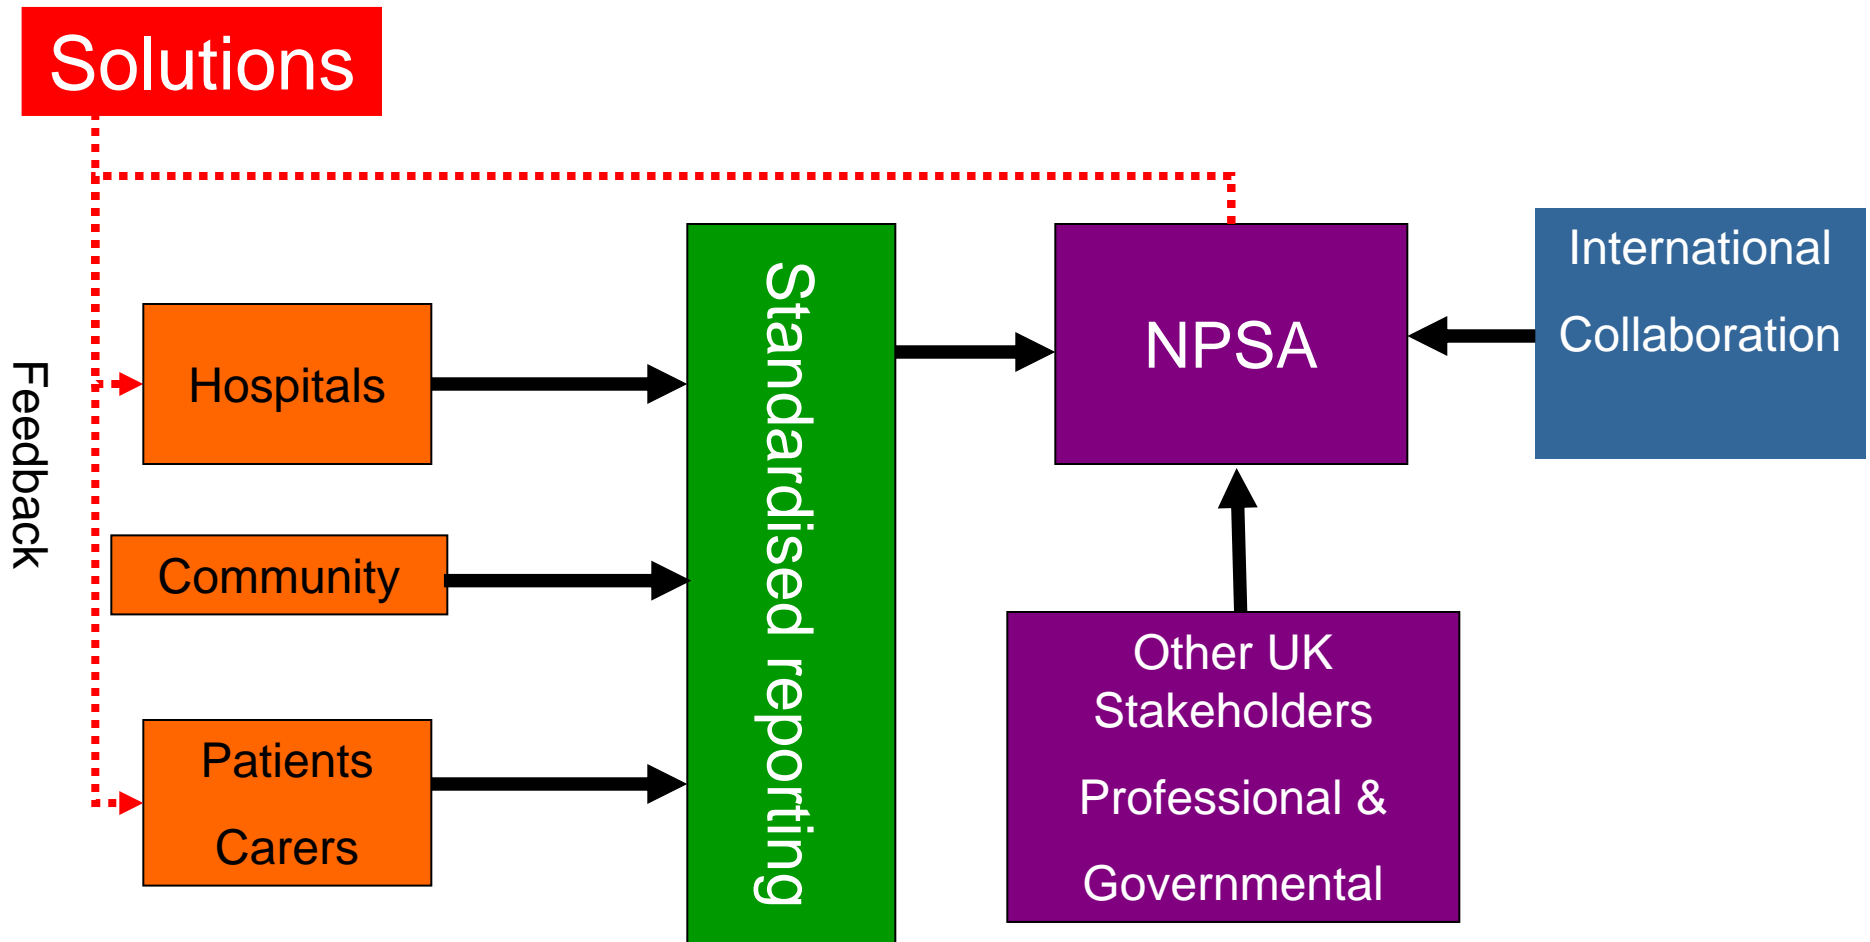 Solutions
Feedback
Hospitals
Community
Patients
Carers
Standardised reporting
NPSA
International
Collaboration
Other UK
Stakeholders
Professional &
Governmental